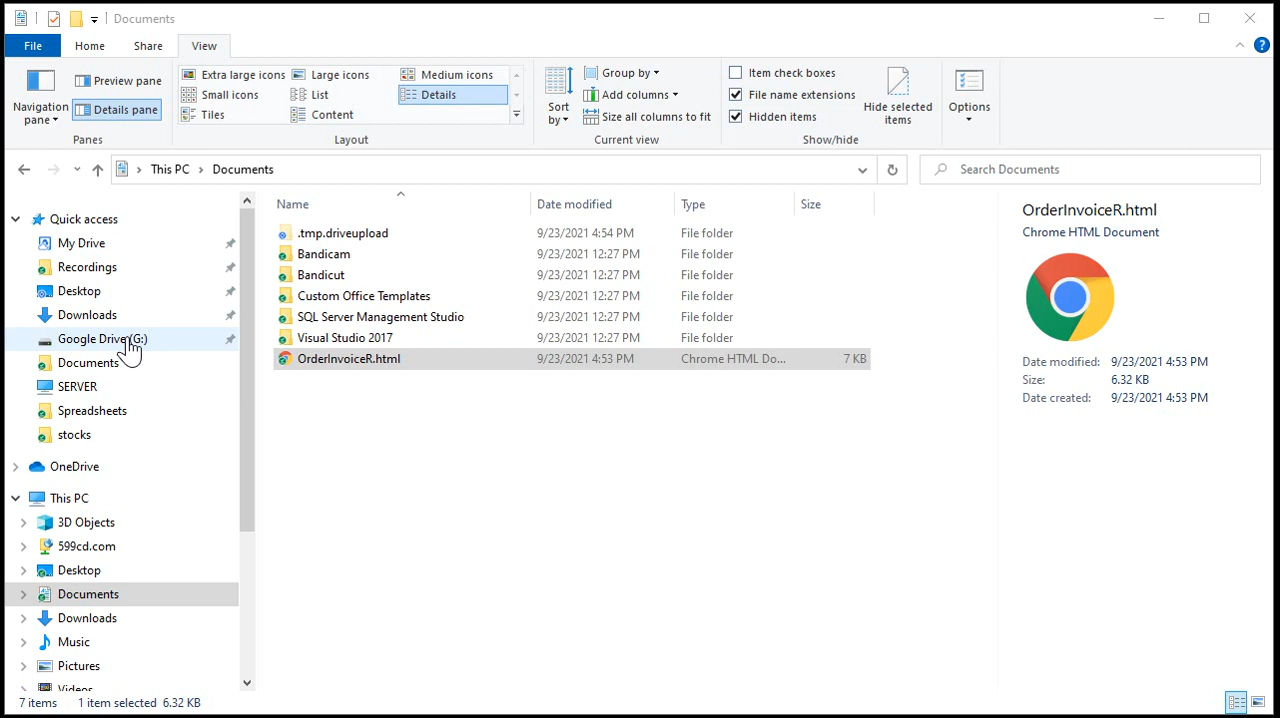 Documents
File Home Share View
Navigation pane
Preview pane
Details pane
Panes
Extra large icons Large icons Medium icons
Small icons List Details
Tiles Content
Layout
Sort by
Group by
Add columns
Size all columns to fit
Current view
Item check boxes
File name extensions
Hidden items
Hide selected items
Show/hide
Options
This PC Documents
Search Documents
Quick access
My Drive
Recordings
Desktop
Downloads
Google Drive (G:)
Documents
SERVER
Spreadsheets
stocks
OneDrive
This PC
3D Objects
599cd.com
Desktop
Documents
Downloads
Music
Pictures
Videos
Name Date modified Type Size
.tmp.driveupload 9/23/2021 4:54 PM File folder
Bandicam 9/23/2021 12:27 PM File folder
Bandicut 9/23/2021 12:27 PM File folder
Custom Office Templates 9/23/2021 12:27 PM File folder
SQL Server Management Studio 9/23/2021 12:27 PM File folder
Visual Studio 2017 9/23/2021 12:27 PM File folder
OrderInvoiceR.html 9/23/2021 4:53 PM Chrome HTML Do... 7 KB
OrderInvoiceR.html
Chrome HTML Document
Date modified: 9/23/2021 4:53 PM
Size: 6.32 KB
Date created: 9/23/2021 4:53 PM
7 items 1 item selected 6.32 KB